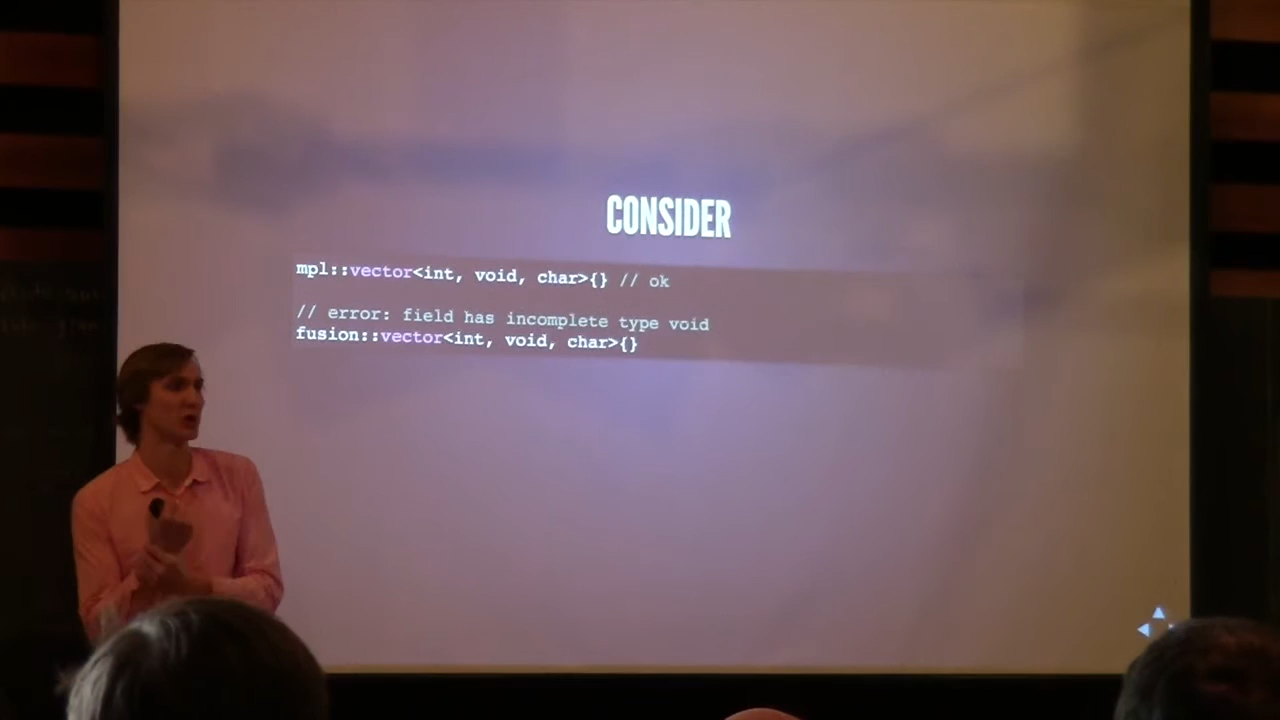 CONSIDER
mpl::vector<int, void, char>{} // ok
// error: field has incomplete type void
fusion::vector<int, void, char>{}